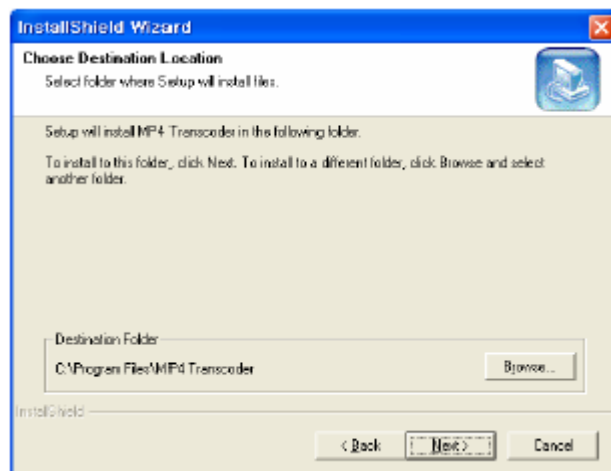 InstallShield Wizard
Choose Destination Location
Select folder where Setup will install files.
Setup will install MP4 Transcoder in the following folder.
To install to this folder, click Next. To install to a different folder, click Browse and select
another folder.
Destination Folder
C:\Program Files\MP4 Transcoder
Browse...
InstallShield
< Back
Next >
Cancel